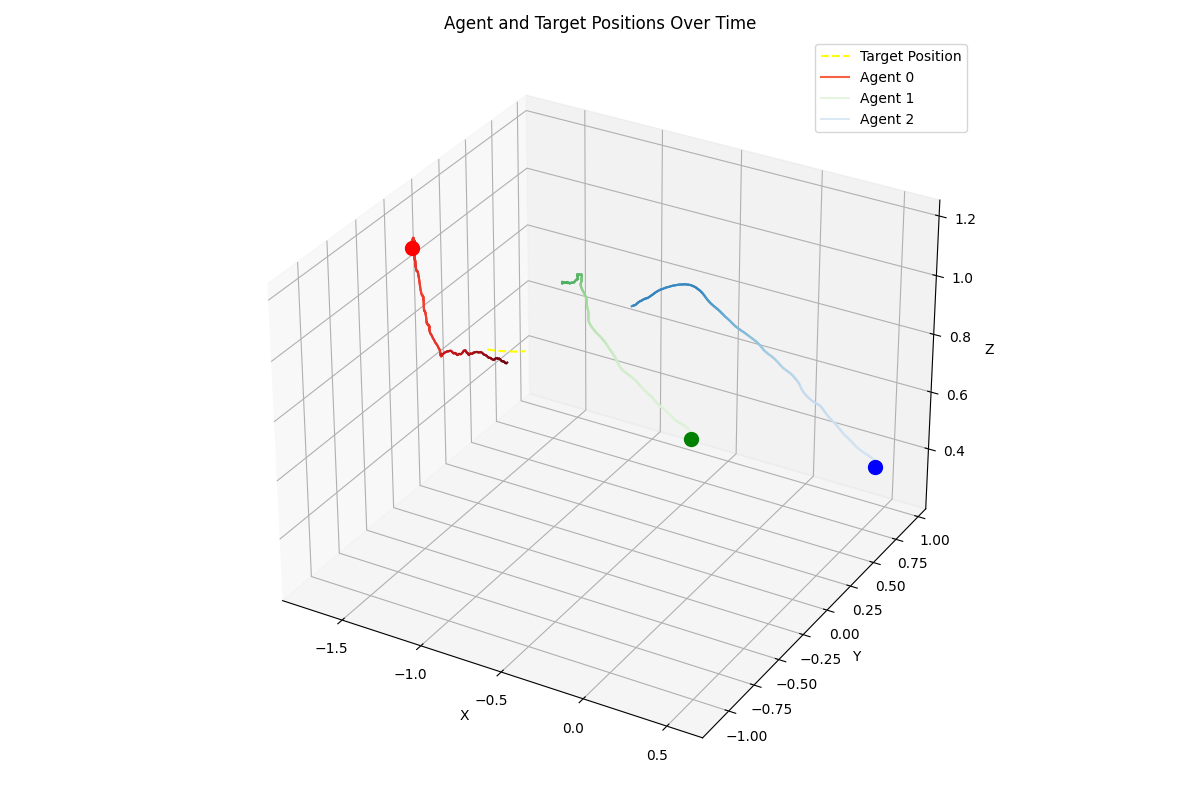 Agent and Target Positions Over Time
Target Position
Agent 0
Agent 1
Agent 2
1.2
1.0
0.8
0.6
0.4
Z
1.00
0.75
0.50
0.25
0.00
−0.25
−0.50
−0.75
−1.00
Y
−1.5
−1.0
−0.5
0.0
0.5
X